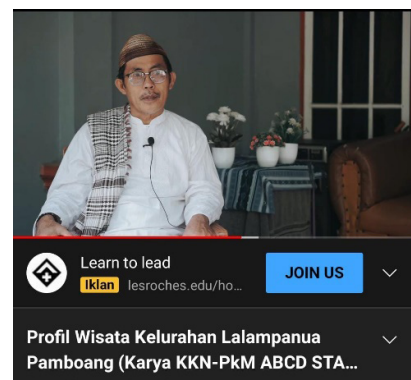 Learn to lead
JOIN US
Iklan lesroches.edu/ho...
Profil Wisata Kelurahan Lalampanua
Pamboang (Karya KKN-PkM ABCD STA...